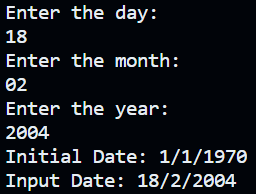 Enter the day:
18
Enter the month:
02
Enter the year:
2004
Initial Date: 1/1/1970
Input Date: 18/2/2004